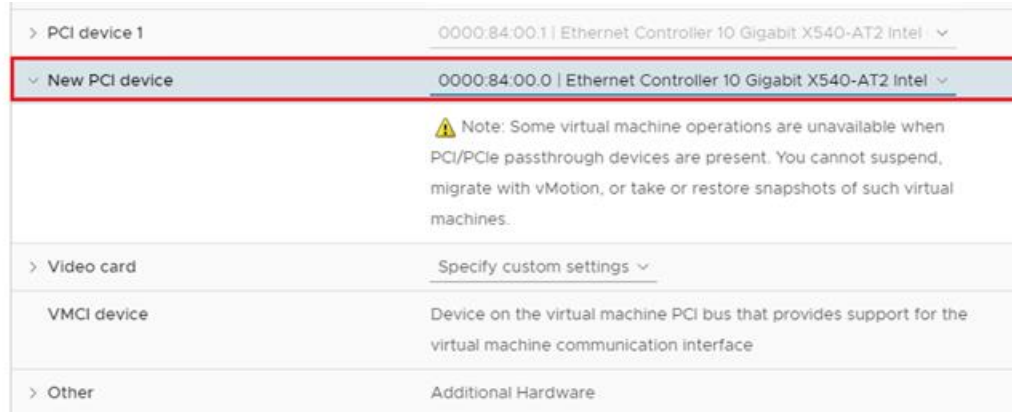 PCI device 1
0000:84:00.1 | Ethernet Controller 10 Gigabit X540-AT2 Intel
New PCI device
0000:84:00.0 | Ethernet Controller 10 Gigabit X540-AT2 Intel
Note: Some virtual machine operations are unavailable when
PCI/PCIe passthrough devices are present. You cannot suspend,
migrate with vMotion, or take or restore snapshots of such virtual
machines.
Video card
Specify custom settings
VMCI device
Device on the virtual machine PCI bus that provides support for the
virtual machine communication interface
Other
Additional Hardware